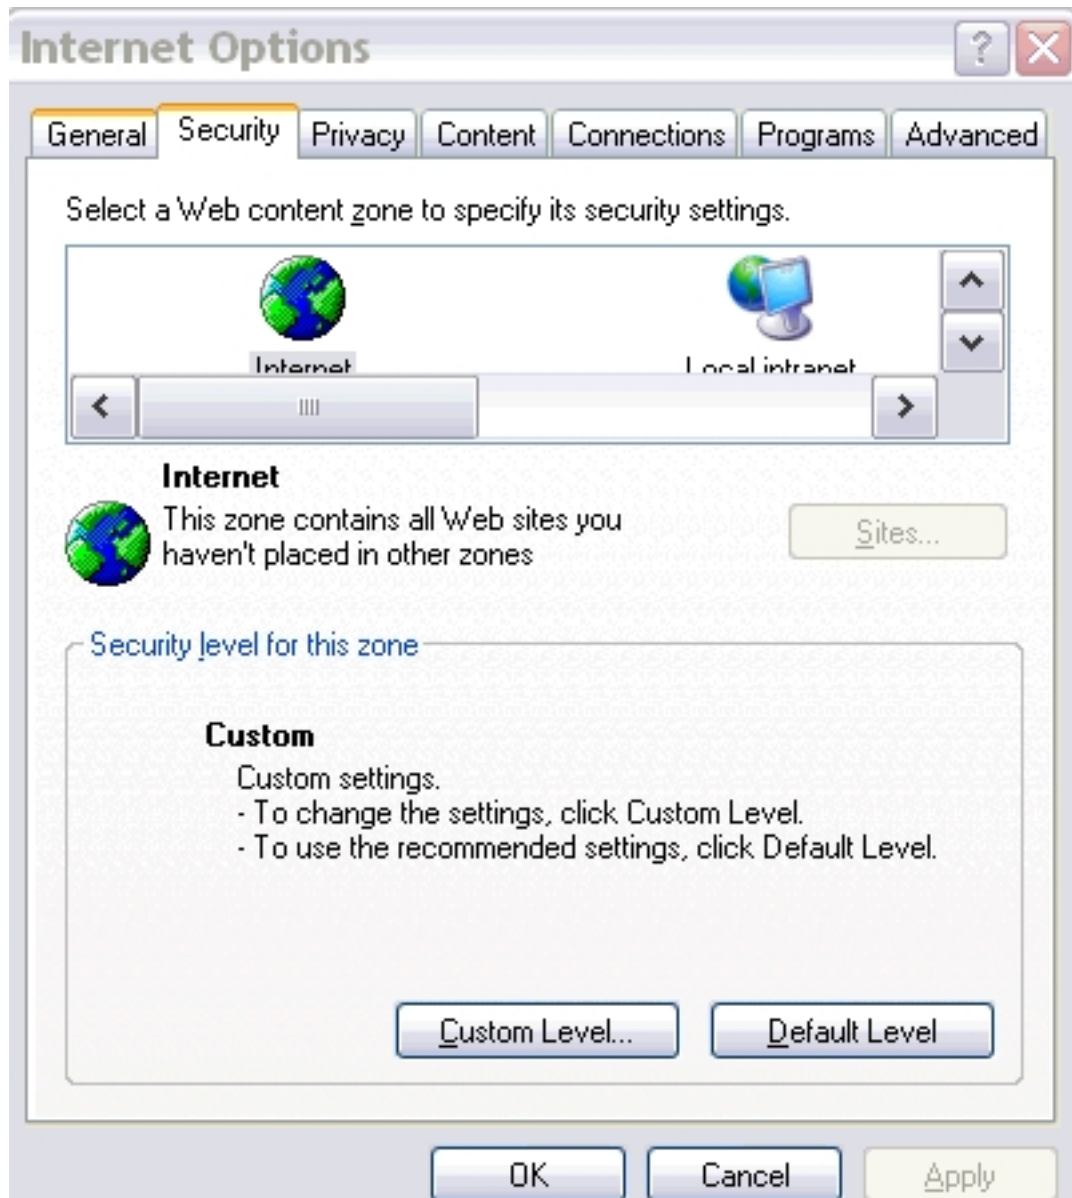 Internet Options
General Security Privacy Content Connections Programs Advanced
Select a Web content zone to specify its security settings.
Internet Local intranet
Internet
This zone contains all Web sites you
haven't placed in other zones
Sites...
Security level for this zone
Custom
Custom settings.
- To change the settings, click Custom Level.
- To use the recommended settings, click Default Level.
Custom Level... Default Level
OK Cancel Apply